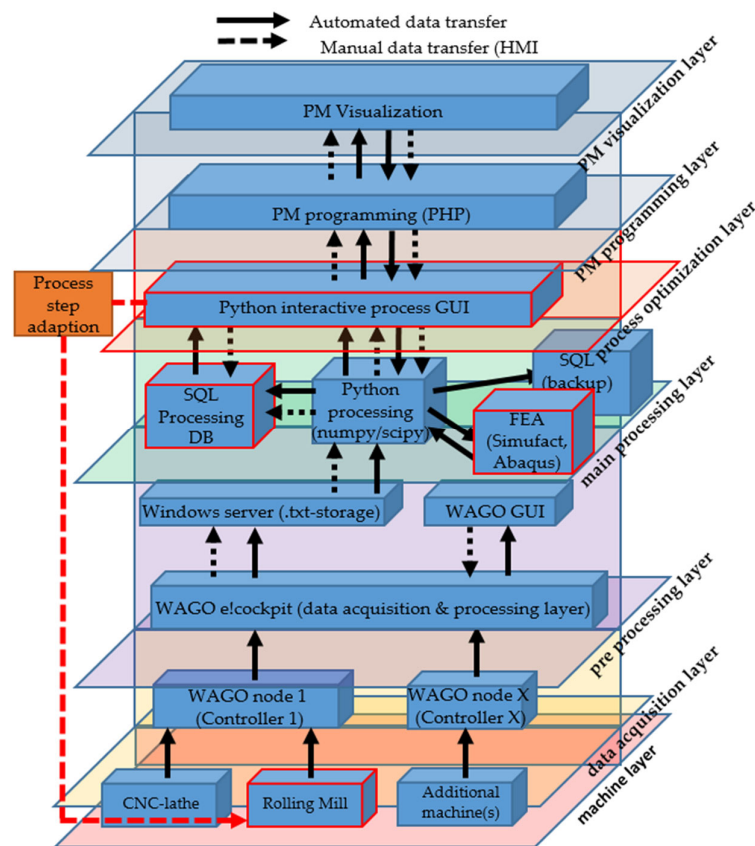 Automated data transfer
Manual data transfer (HMI
PM visualization layer
PM Visualization
PM programming layer
PM programming (PHP)
process optimization layer
Process
step
adaption
Python interactive process GUI
main processing layer
SQL
Processing
DB
Python
processing
(numpy/scipy)
SQL
(backup)
FEA
(Simufact,
Abaqus)
Windows server (.txt-storage)
WAGO GUI
pre processing layer
WAGO e!cockpit (data acquisition & processing layer)
data acquisition layer
WAGO node 1
(Controller 1)
WAGO node X
(Controller X)
machine layer
CNC-lathe
Rolling Mill
Additional
machine(s)